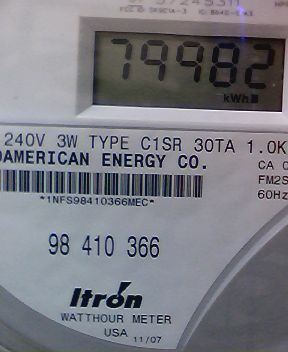 79982
kWh
240V 3W TYPE C1SR 30TA 1.0K
AMERICAN ENERGY CO.
CA 0
*1NFS98410366MEC*
FM2S
60Hz
98 410 366
Itron
WATTHOUR METER
USA 11/07